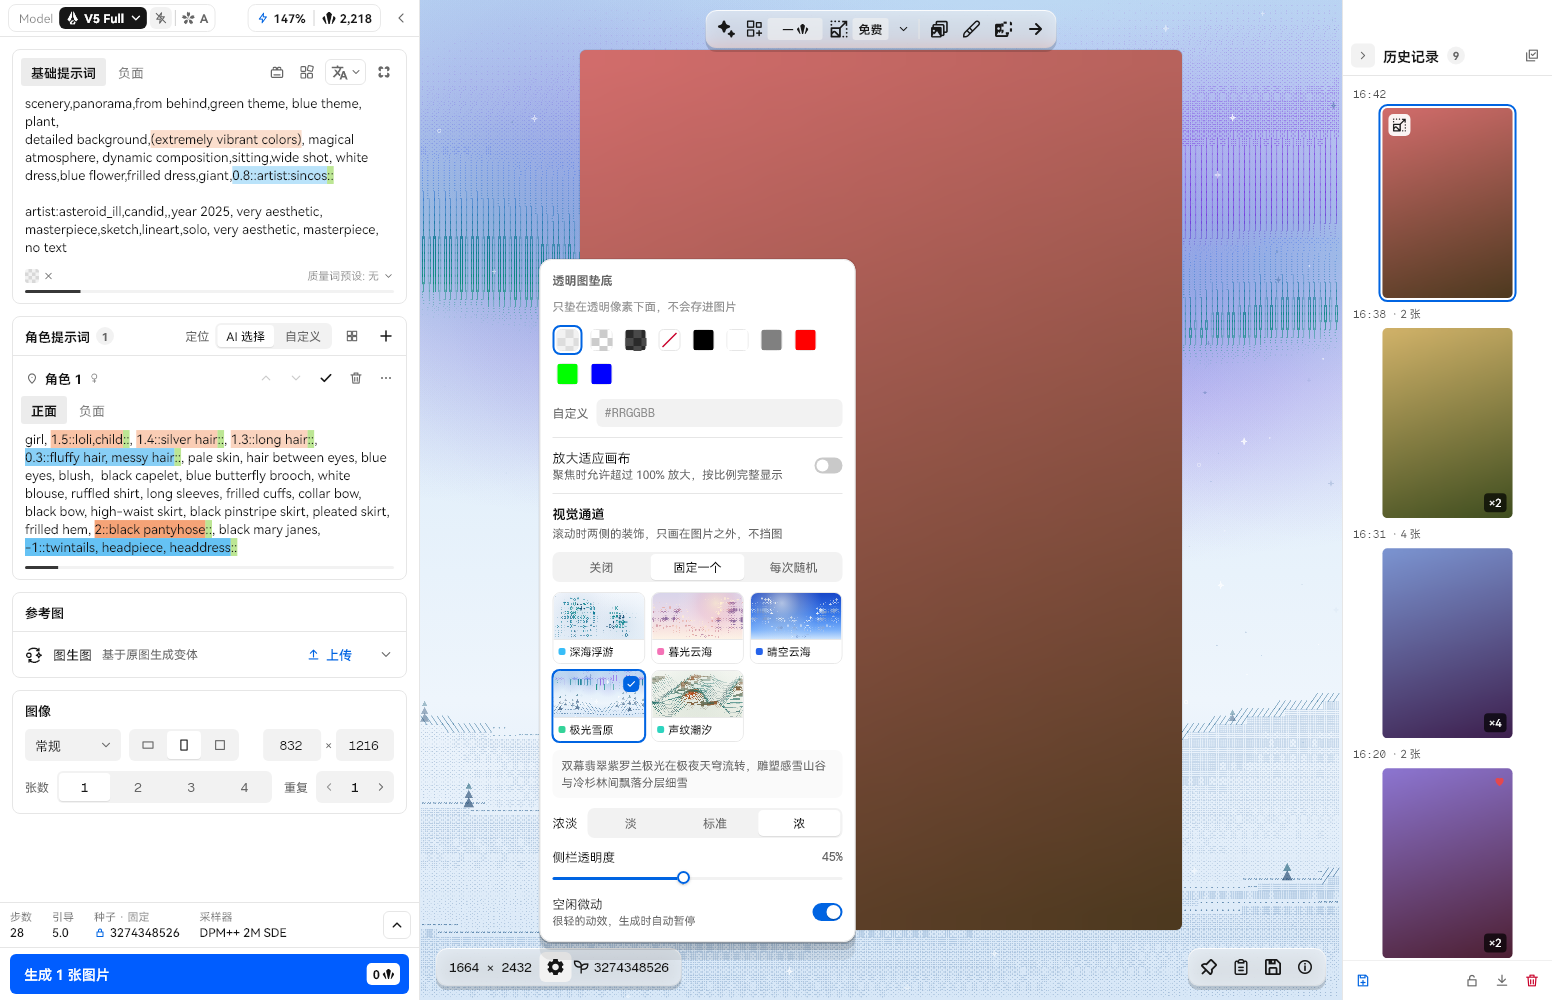 Model V5 Full A 147% 2,218
基础提示词 负面
scenery,panorama,from behind,green theme, blue theme,
plant,
detailed background,(extremely vibrant colors), magical
atmosphere, dynamic composition,sitting,wide shot, white
dress,blue flower,frilled dress,giant,0.8::artist:sincos::
artist:asteroid_ill,candid,,year 2025, very aesthetic,
masterpiece,sketch,lineart,solo, very aesthetic, masterpiece,
no text
质量词预设: 无
角色提示词 1 定位 AI 选择 自定义
角色 1
正面 负面
girl, 1.5::loli,child::, 1.4::silver hair::, 1.3::long hair::,
0.3::fluffy hair, messy hair::, pale skin, hair between eyes, blue
eyes, blush,  black capelet, blue butterfly brooch, white
blouse, ruffled shirt, long sleeves, frilled cuffs, collar bow,
black bow, high-waist skirt, black pinstripe skirt, pleated skirt,
frilled hem, 2::black pantyhose::, black mary janes,
-1::twintails, headpiece, headdress::
参考图
图生图 基于原图生成变体 上传
图像
常规 832 × 1216
张数 1 2 3 4 重复 1
步数 引导 种子 · 固定 采样器
28 5.0 3274348526 DPM++ 2M SDE
生成 1 张图片 0
免费
透明图垫底
只垫在透明像素下面，不会存进图片
自定义 #RRGGBB
放大适应画布
聚焦时允许超过 100% 放大，按比例完整显示
视觉通道
滚动时两侧的装饰，只画在图片之外，不挡图
关闭 固定一个 每次随机
深海浮游 暮光云海 晴空云海
极光雪原 声纹潮汐
双幕翡翠紫罗兰极光在极夜天穹流转，雕塑感雪山谷
与冷杉林间飘落分层细雪
浓淡 淡 标准 浓
侧栏透明度 45%
空闲微动
很轻的动效，生成时自动暂停
1664 × 2432 3274348526
历史记录 9
16:42
16:38 · 2 张
×2
16:31 · 4 张
×4
16:20 · 2 张
×2